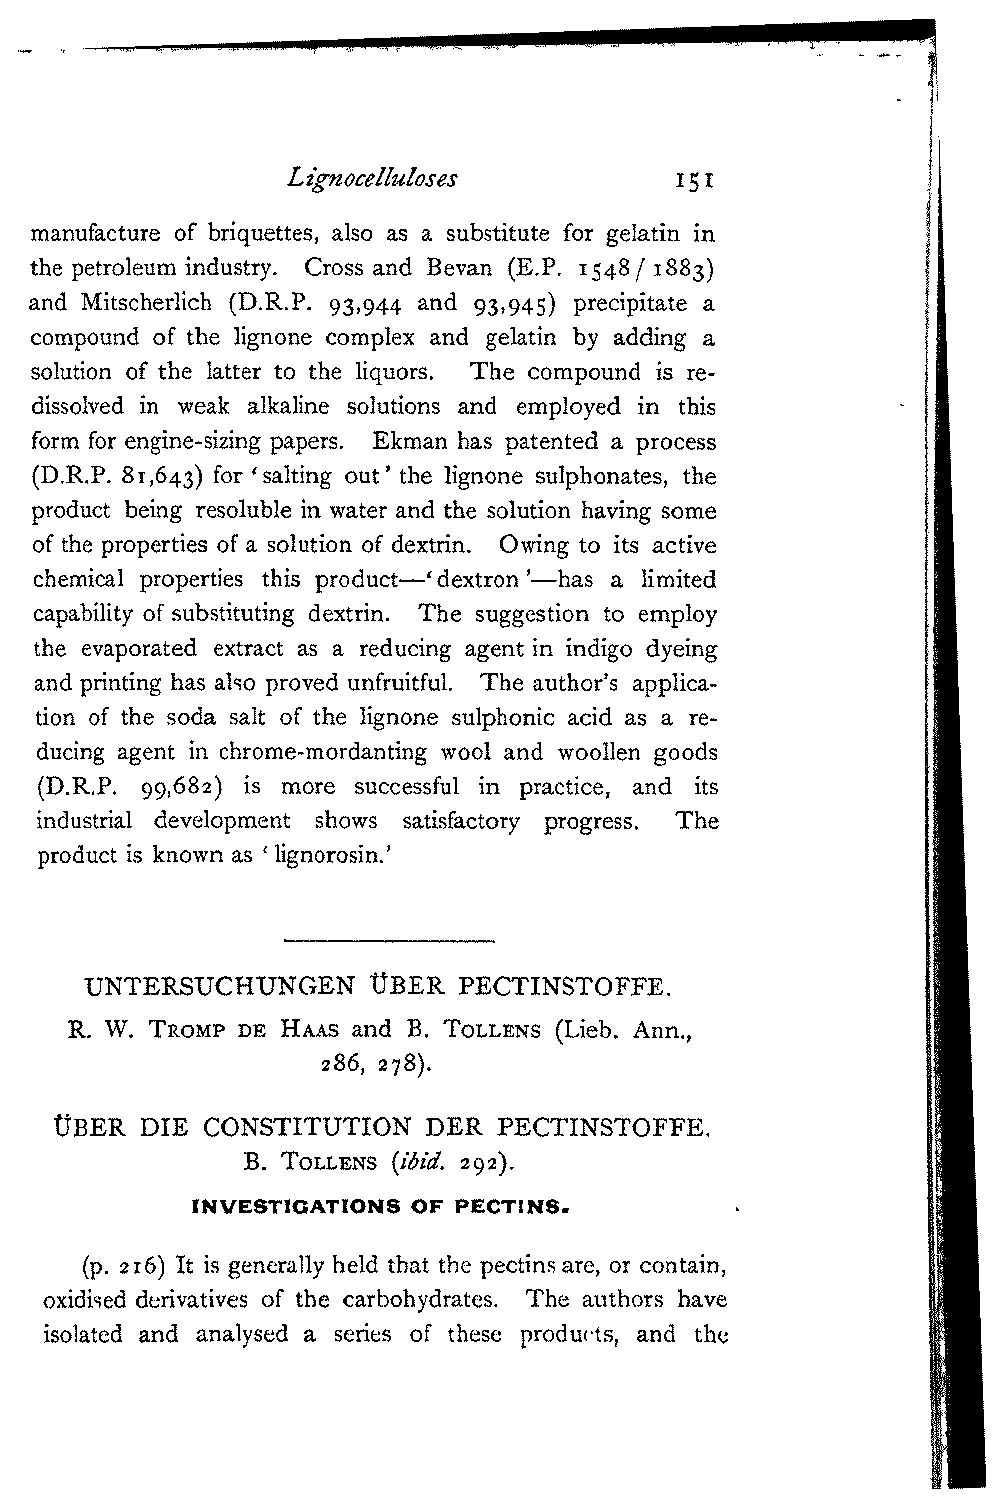 Lignocelluloses 151
manufacture of briquettes, also as a substitute for gelatin in
the petroleum industry. Cross and Bevan (E.P. 1548/1883)
and Mitscherlich (D.R.P. 93,944 and 93,945) precipitate a
compound of the lignone complex and gelatin by adding a
solution of the latter to the liquors. The compound is re-
dissolved in weak alkaline solutions and employed in this
form for engine-sizing papers. Ekman has patented a process
(D.R.P. 81,643) for ‘salting out’ the lignone sulphonates, the
product being resoluble in water and the solution having some
of the properties of a solution of dextrin. Owing to its active
chemical properties this product—‘dextron’—has a limited
capability of substituting dextrin. The suggestion to employ
the evaporated extract as a reducing agent in indigo dyeing
and printing has also proved unfruitful. The author’s applica-
tion of the soda salt of the lignone sulphonic acid as a re-
ducing agent in chrome-mordanting wool and woollen goods
(D.R.P. 99,682) is more successful in practice, and its
industrial development shows satisfactory progress. The
product is known as ‘lignorosin.’
UNTERSUCHUNGEN ÜBER PECTINSTOFFE.
R. W. TROMP DE HAAS and B. TOLLENS (Lieb. Ann.,
286, 278).
ÜBER DIE CONSTITUTION DER PECTINSTOFFE.
B. TOLLENS (ibid. 292).
INVESTIGATIONS OF PECTINS.
(p. 216) It is generally held that the pectins are, or contain,
oxidised derivatives of the carbohydrates. The authors have
isolated and analysed a series of these products, and the